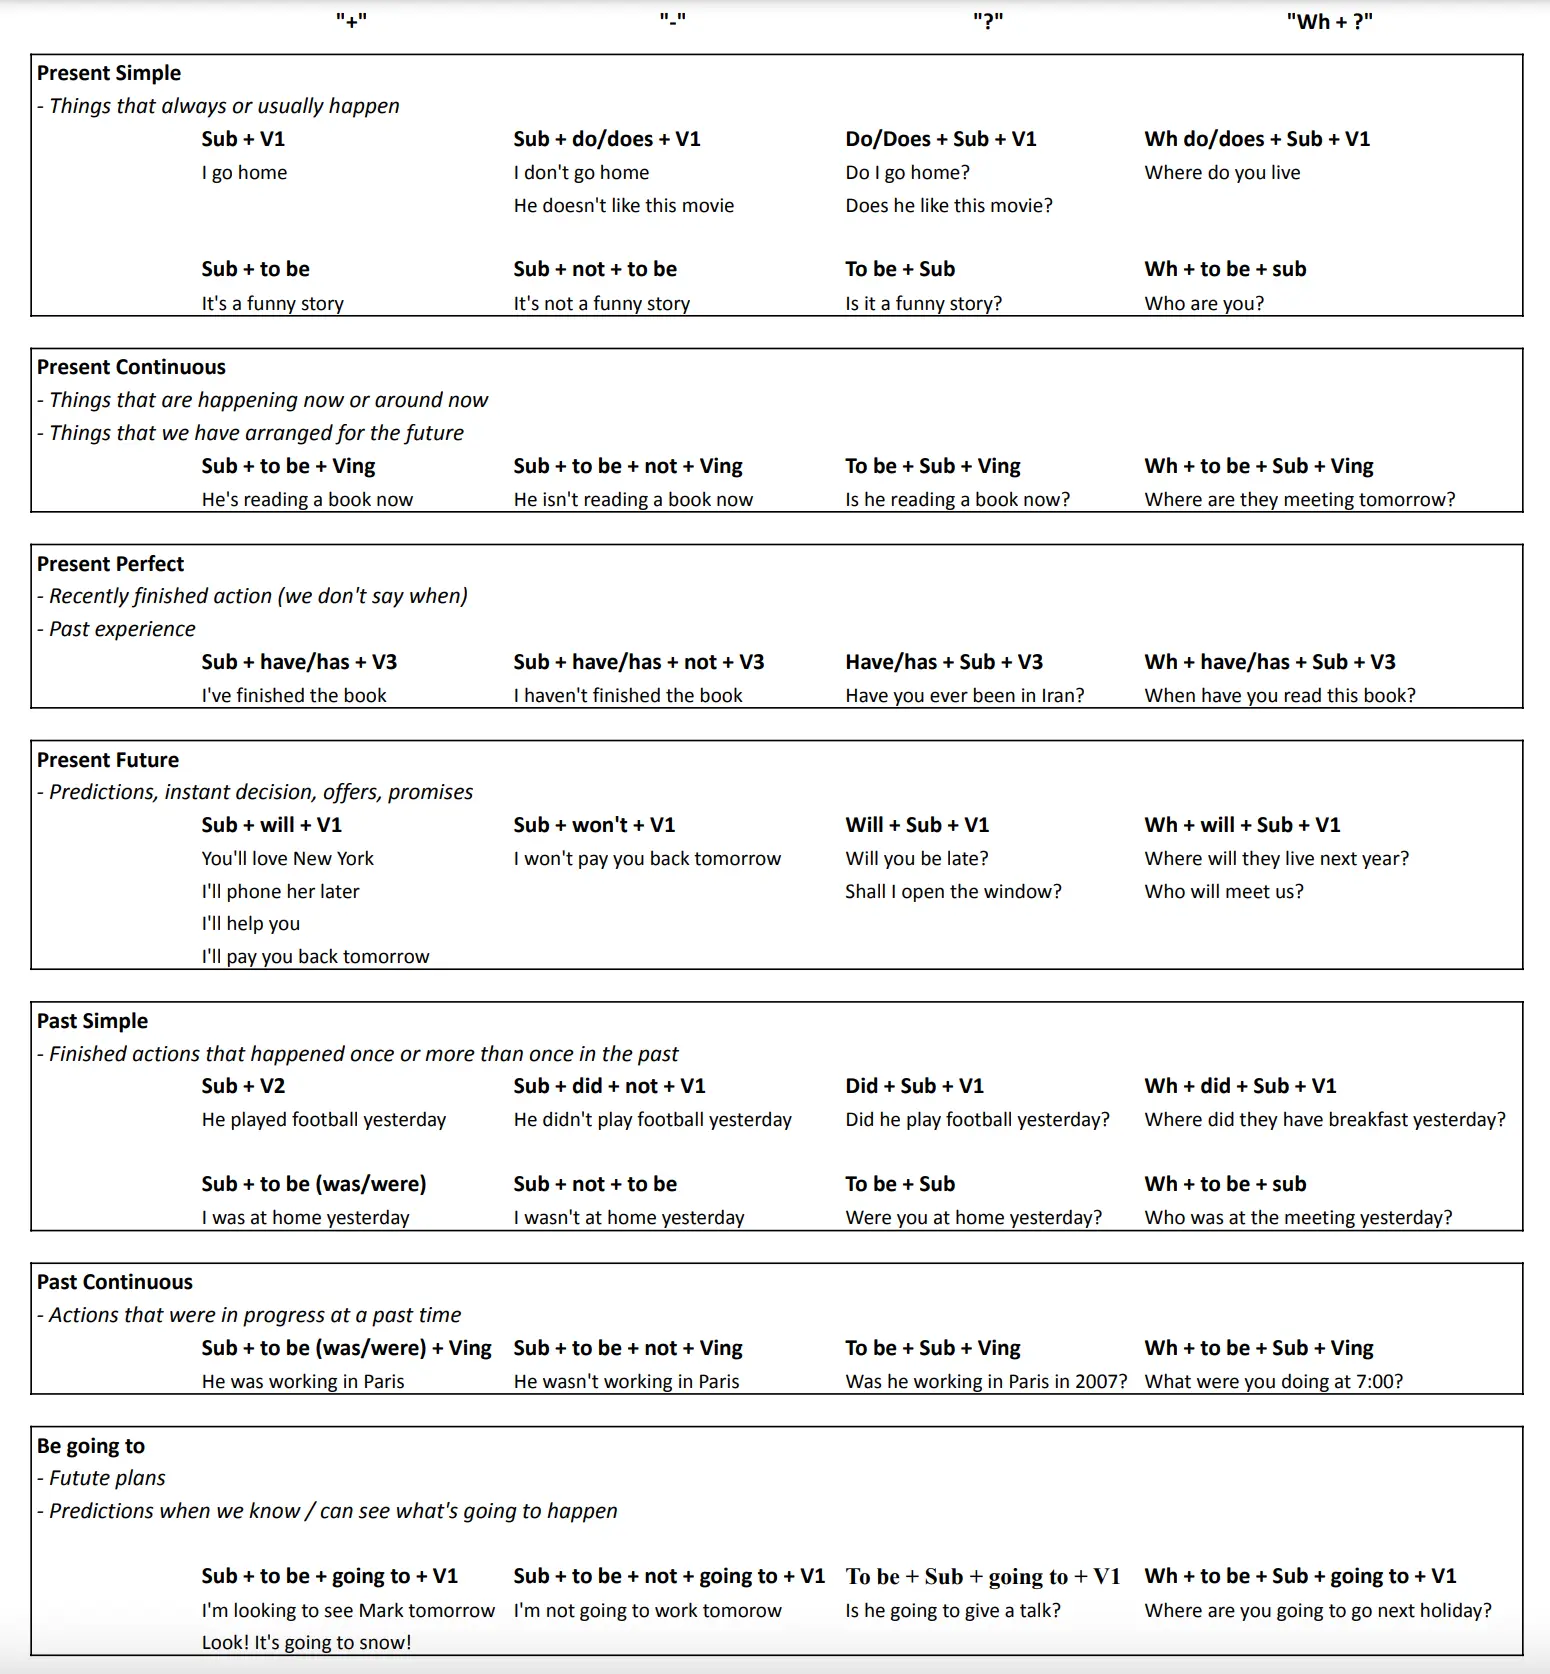 "+" "-" "?" "Wh + ?"
Present Simple
- Things that always or usually happen
Sub + V1 Sub + do/does + V1 Do/Does + Sub + V1 Wh do/does + Sub + V1
I go home I don't go home Do I go home? Where do you live
He doesn't like this movie Does he like this movie?
Sub + to be Sub + not + to be To be + Sub Wh + to be + sub
It's a funny story It's not a funny story Is it a funny story? Who are you?
Present Continuous
- Things that are happening now or around now
- Things that we have arranged for the future
Sub + to be + Ving Sub + to be + not + Ving To be + Sub + Ving Wh + to be + Sub + Ving
He's reading a book now He isn't reading a book now Is he reading a book now? Where are they meeting tomorrow?
Present Perfect
- Recently finished action (we don't say when)
- Past experience
Sub + have/has + V3 Sub + have/has + not + V3 Have/has + Sub + V3 Wh + have/has + Sub + V3
I've finished the book I haven't finished the book Have you ever been in Iran? When have you read this book?
Present Future
- Predictions, instant decision, offers, promises
Sub + will + V1 Sub + won't + V1 Will + Sub + V1 Wh + will + Sub + V1
You'll love New York I won't pay you back tomorrow Will you be late? Where will they live next year?
I'll phone her later Shall I open the window? Who will meet us?
I'll help you
I'll pay you back tomorrow
Past Simple
- Finished actions that happened once or more than once in the past
Sub + V2 Sub + did + not + V1 Did + Sub + V1 Wh + did + Sub + V1
He played football yesterday He didn't play football yesterday Did he play football yesterday? Where did they have breakfast yesterday?
Sub + to be (was/were) Sub + not + to be To be + Sub Wh + to be + sub
I was at home yesterday I wasn't at home yesterday Were you at home yesterday? Who was at the meeting yesterday?
Past Continuous
- Actions that were in progress at a past time
Sub + to be (was/were) + Ving Sub + to be + not + Ving To be + Sub + Ving Wh + to be + Sub + Ving
He was working in Paris He wasn't working in Paris Was he working in Paris in 2007? What were you doing at 7:00?
Be going to
- Futute plans
- Predictions when we know / can see what's going to happen
Sub + to be + going to + V1 Sub + to be + not + going to + V1 To be + Sub + going to + V1 Wh + to be + Sub + going to + V1
I'm looking to see Mark tomorrow I'm not going to work tomorow Is he going to give a talk? Where are you going to go next holiday?
Look! It's going to snow!